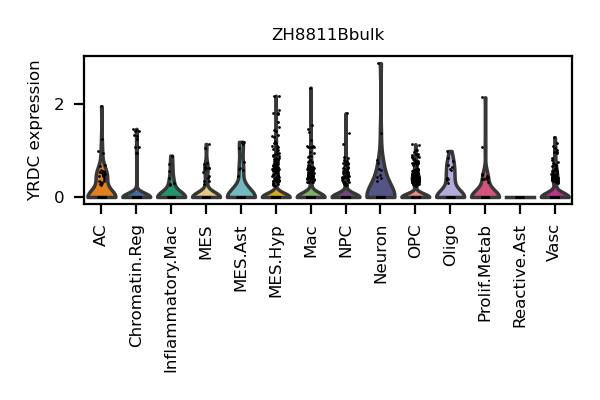 ZH8811Bbulk
YRDC expression
2
0
AC
Chromatin.Reg
Inflammatory.Mac
MES
MES.Ast
MES.Hyp
Mac
NPC
Neuron
OPC
Oligo
Prolif.Metab
Reactive.Ast
Vasc